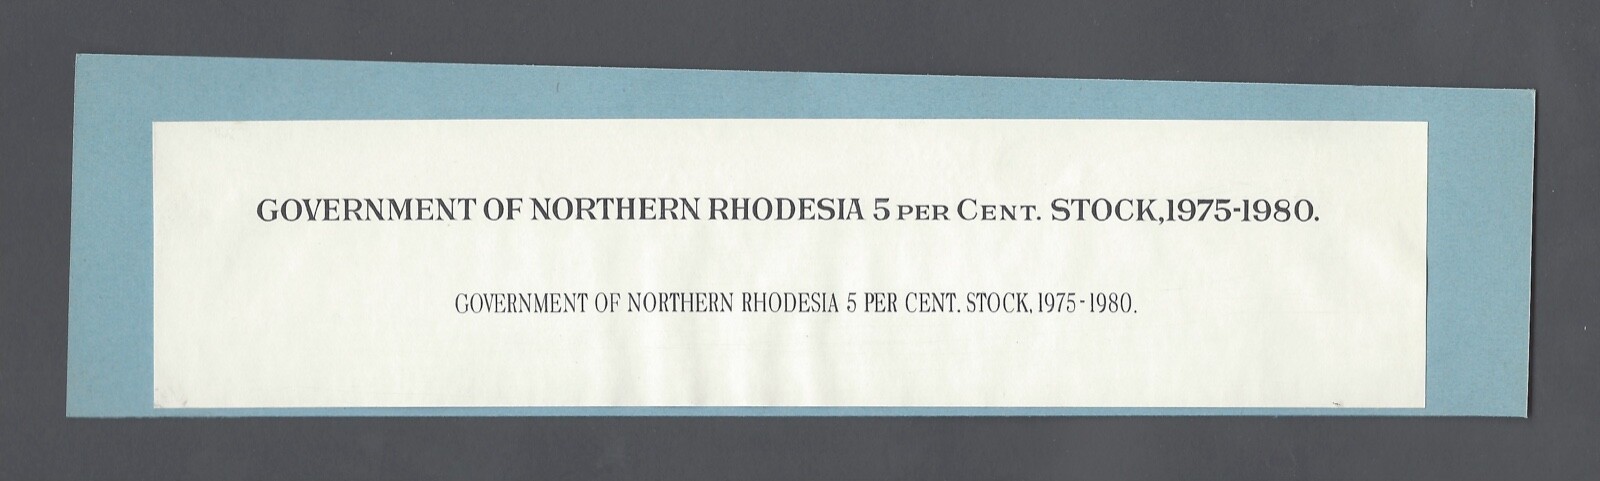 GOVERNMENT OF NORTHERN RHODESIA 5 PER CENT. STOCK, 1975-1980.
GOVERNMENT OF NORTHERN RHODESIA 5 PER CENT. STOCK, 1975-1980.